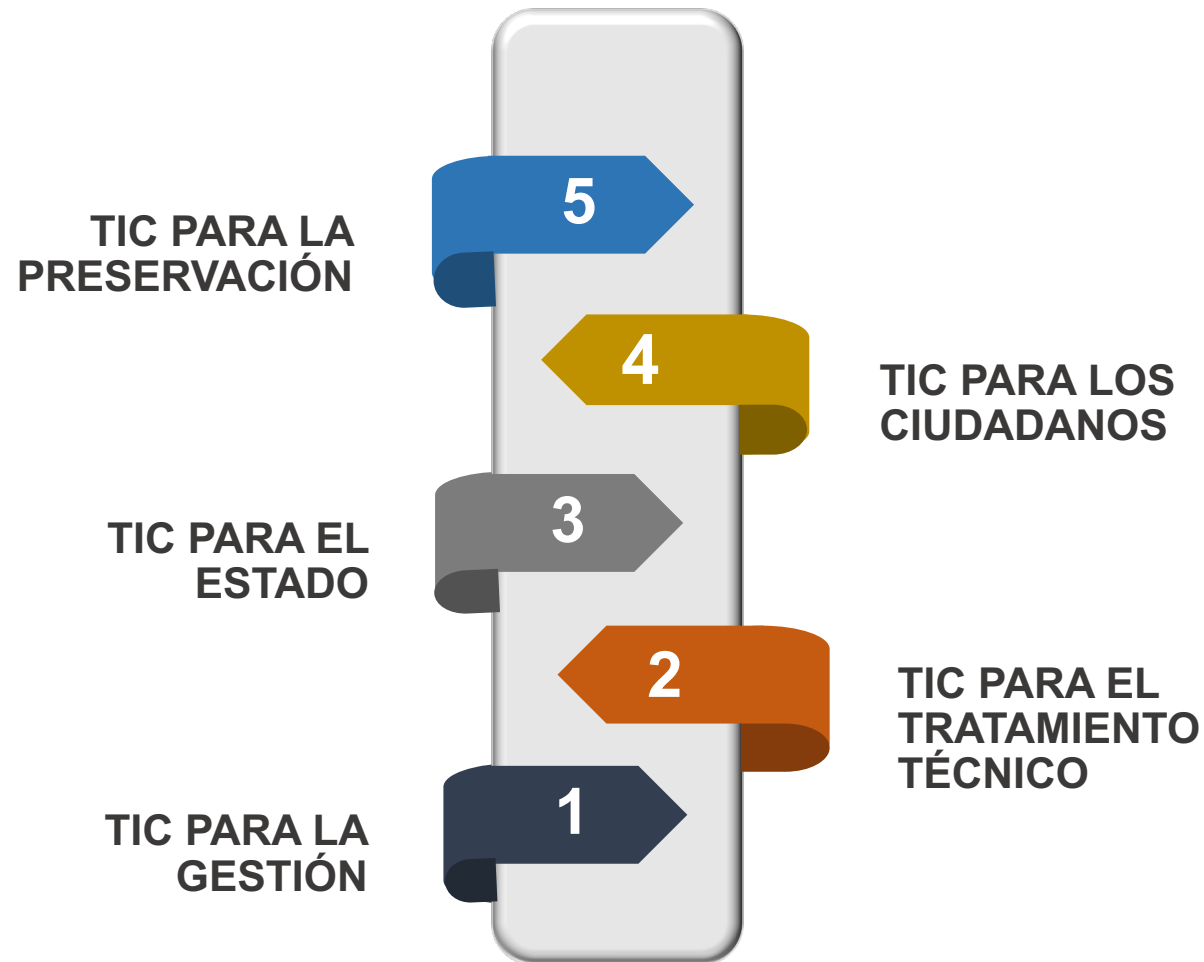 5
TIC PARA LA
PRESERVACIÓN
4
TIC PARA LOS
CIUDADANOS
3
TIC PARA EL
ESTADO
2
TIC PARA EL
TRATAMIENTO
TÉCNICO
1
TIC PARA LA
GESTIÓN